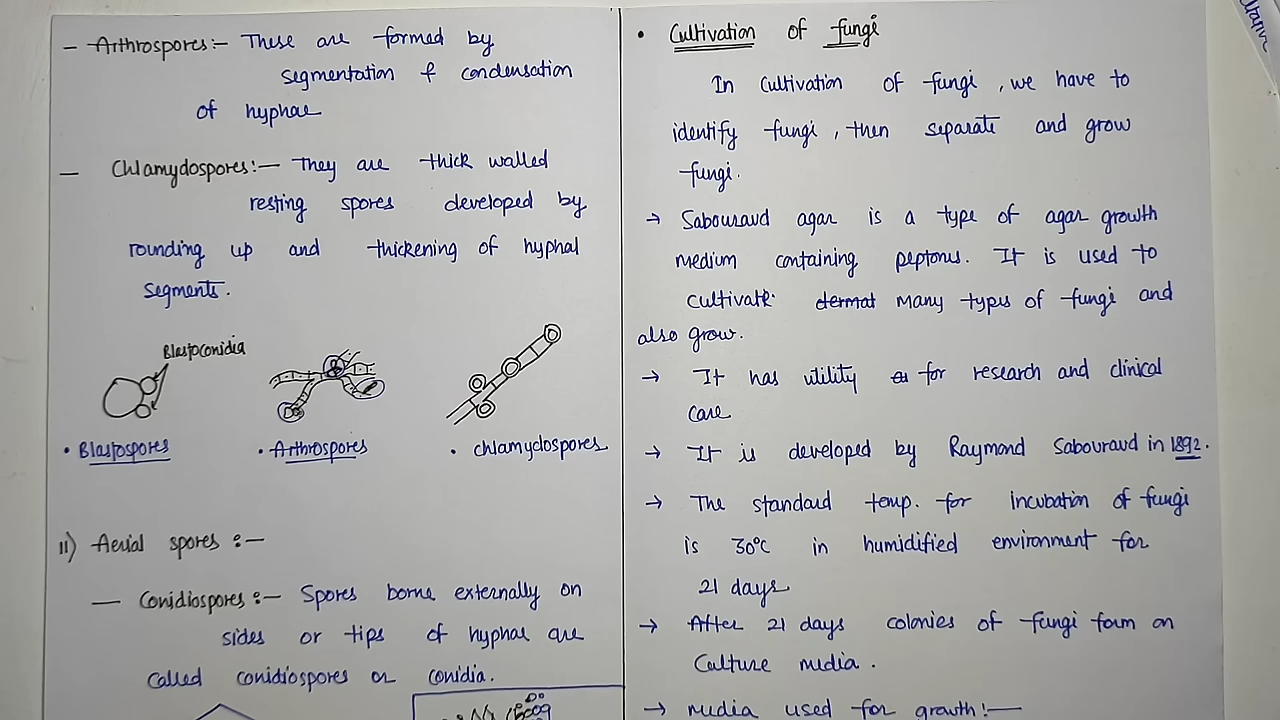 – Arthrospores:– These are formed by
segmentation & condensation
of hyphae
– Chlamydospores:– They are thick walled
resting spores developed by
rounding up and thickening of hyphal
segments.
Blastoconidia
• Blastospores • Arthrospores • chlamydospores
II) Aerial spores :–
– Conidiospores :– Spores borne externally on
sides or tips of hyphae are
called conidiospores or conidia.
• Cultivation of fungi
In cultivation of fungi, we have to
identify fungi, then separate and grow
fungi.
→ Sabouraud agar is a type of agar growth
medium containing peptones. It is used to
cultivate many types of fungi and
also grow.
→ It has utility for research and clinical
care
→ It is developed by Raymond Sabouraud in 1892.
→ The standard temp. for incubation of fungi
is 30°C in humidified environment for
21 days
→ After 21 days colonies of fungi form on
Culture media.
→ Media used for growth:–